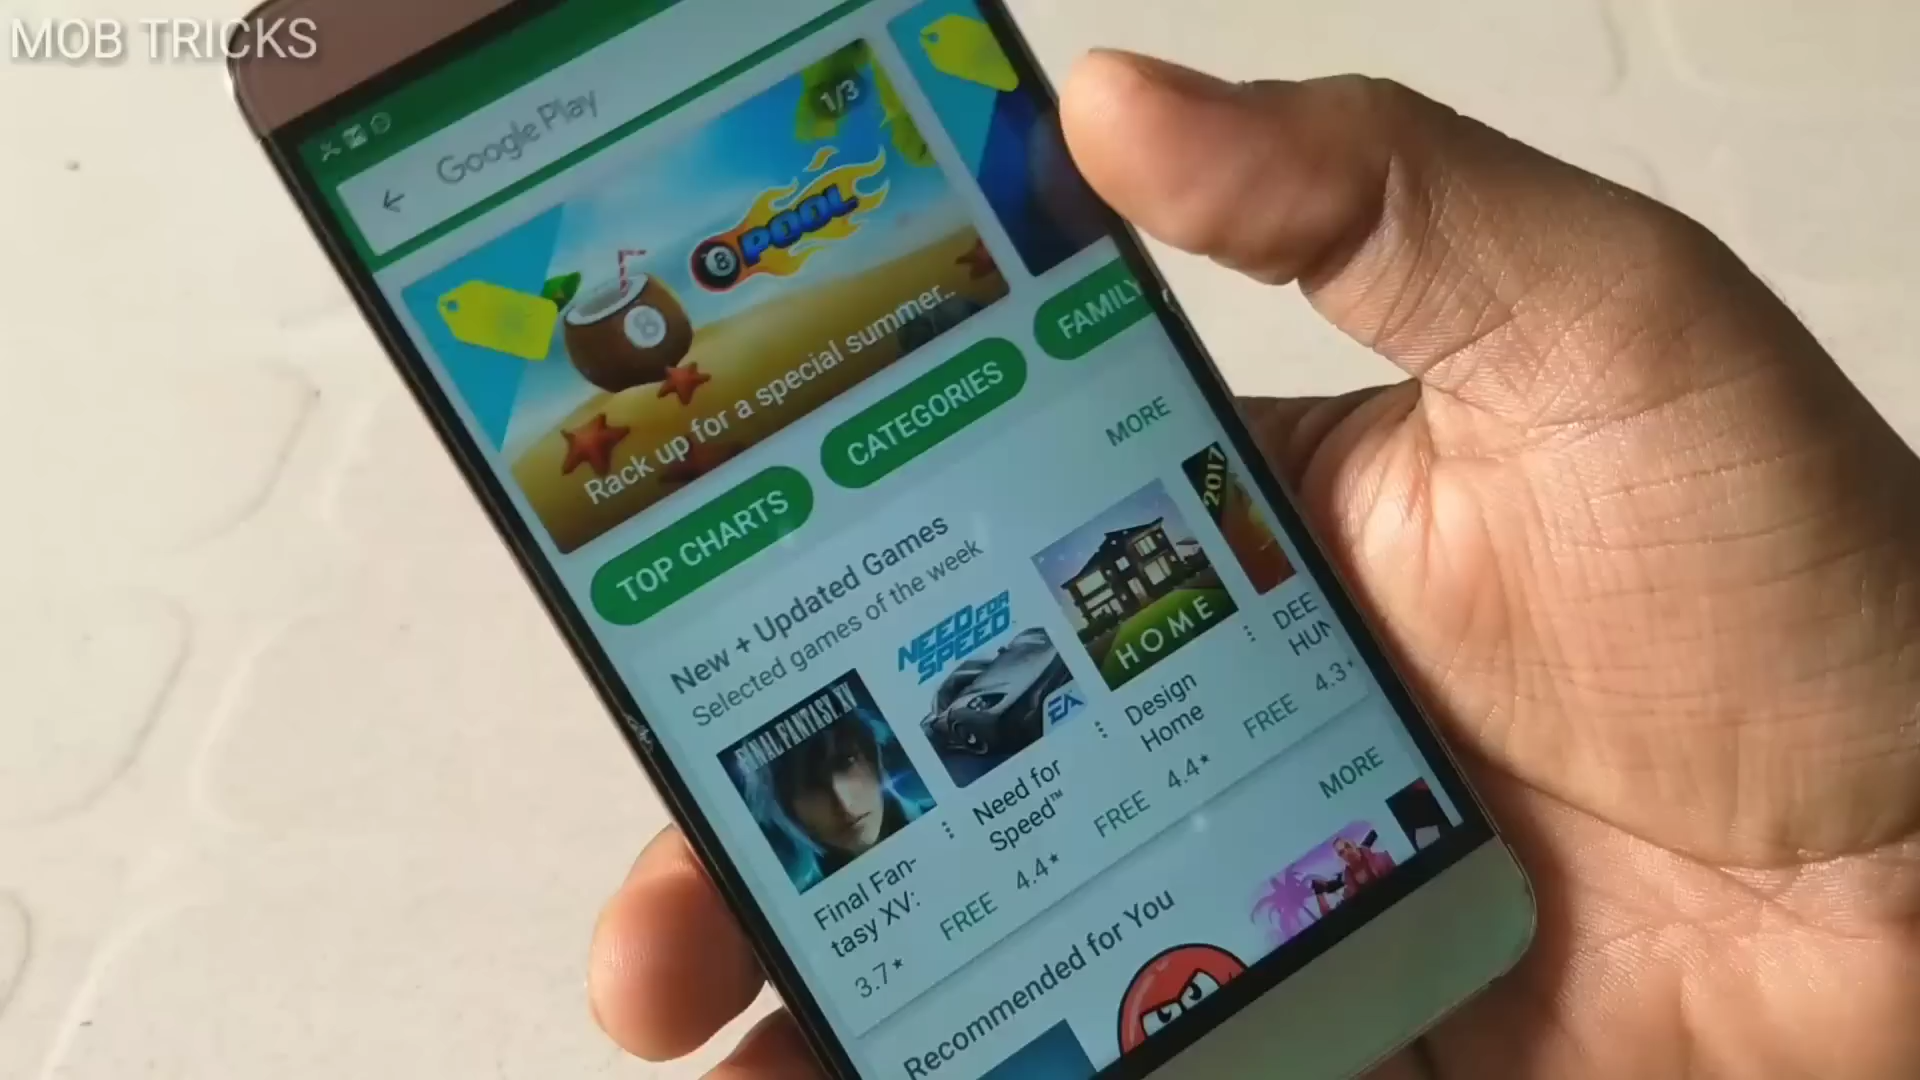 MOB TRICKS
Google Play
1/3
8 POOL
8
Rack up for a special summer..
TOP CHARTS
CATEGORIES
FAMILY
New + Updated Games
MORE
Selected games of the week
FINAL FANTASY XV
NEED FOR
SPEED
EA
HOME
2017
Final Fan-
tasy XV:
3.7★
FREE
Need for
Speed™
4.4★
FREE
Design
Home
4.4★
FREE
DEE
HUN
4.3★
Recommended for You
MORE